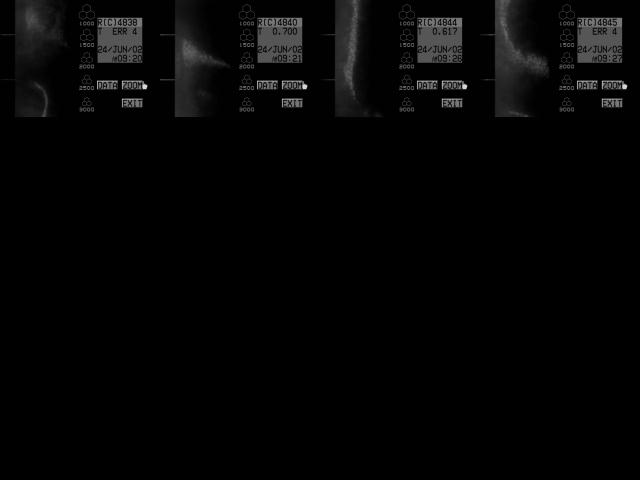 1000
R(C)4838
T ERR 4
1500
24/JUN/02
#09:20
2000
DATA ZOOM
2500
EXIT
3000
1000
R(C)4840
T 0.700
1500
24/JUN/02
#09:21
2000
DATA ZOOM
2500
EXIT
3000
1000
R(C)4844
T 0.617
1500
24/JUN/02
#09:26
2000
DATA ZOOM
2500
EXIT
3000
1000
R(C)4845
T ERR 4
1500
24/JUN/02
#09:27
2000
DATA ZOOM
2500
EXIT
3000